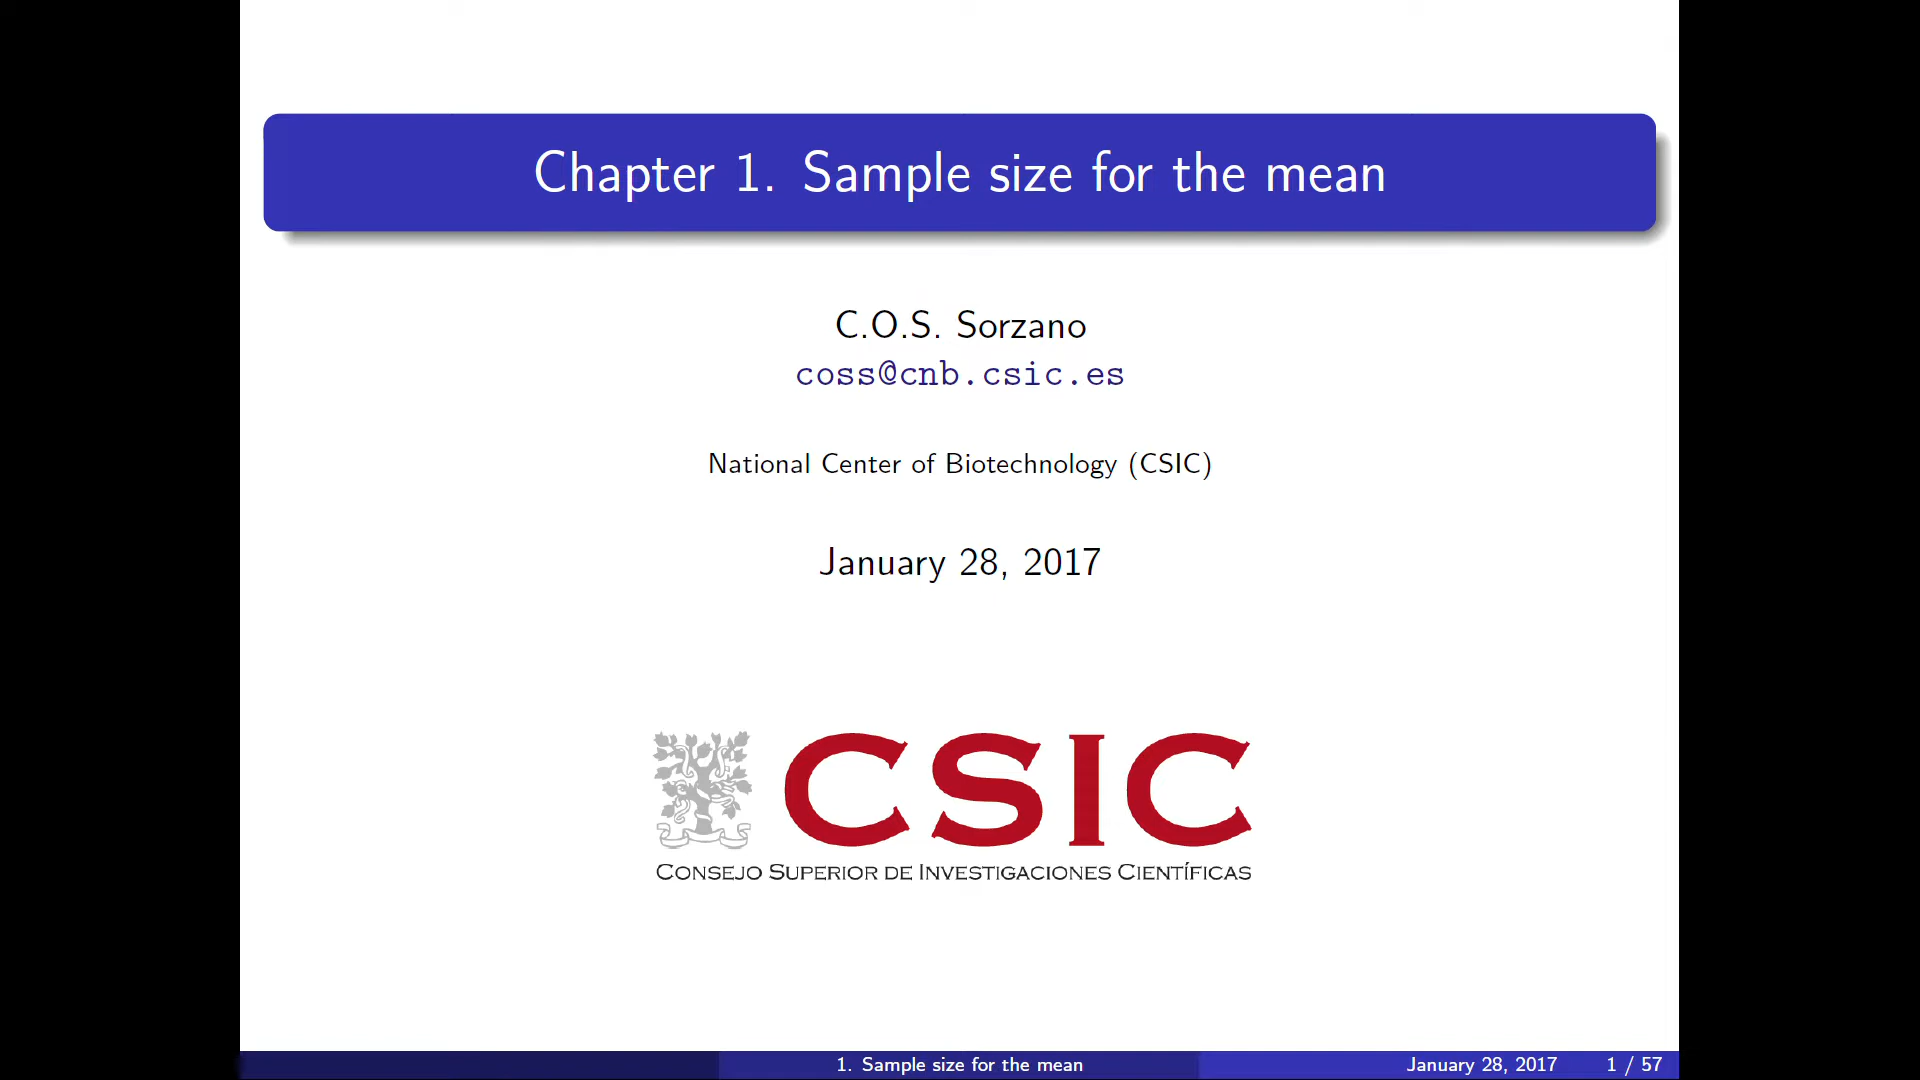 Chapter 1. Sample size for the mean
C.O.S. Sorzano
coss@cnb.csic.es
National Center of Biotechnology (CSIC)
January 28, 2017
CSIC
CONSEJO SUPERIOR DE INVESTIGACIONES CIENTÍFICAS
1. Sample size for the mean January 28, 2017 1 / 57